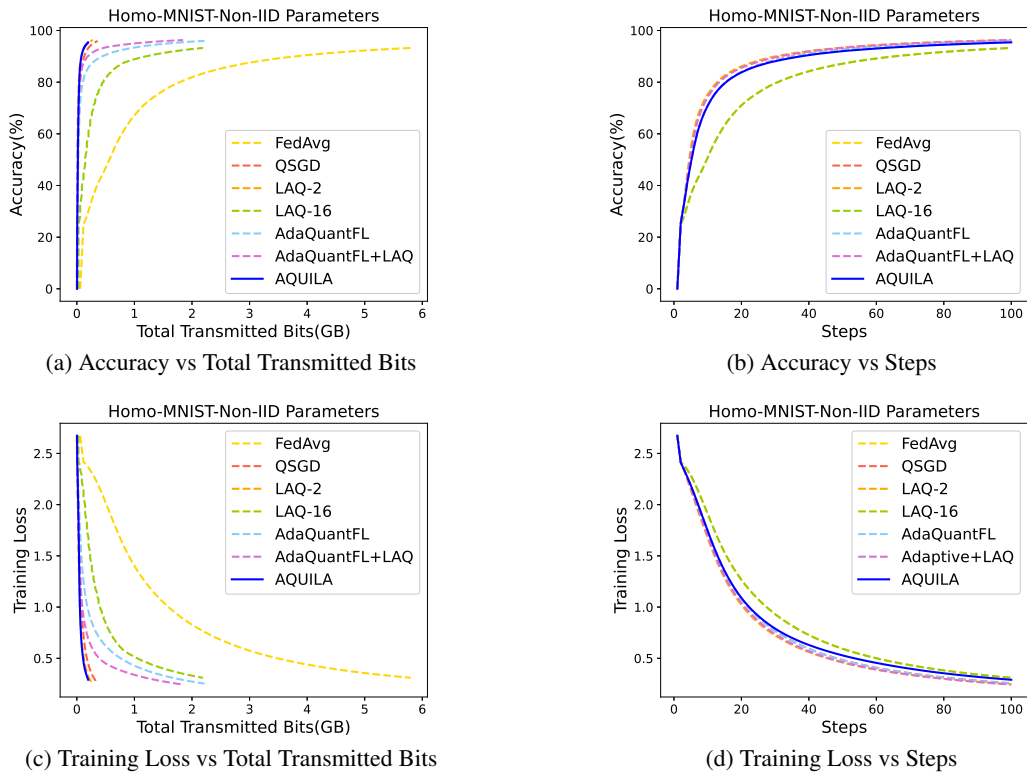 Homo-MNIST-Non-IID Parameters
Accuracy(%)
100
80
60
40
20
0
FedAvg
QSGD
LAQ-2
LAQ-16
AdaQuantFL
AdaQuantFL+LAQ
AQUILA
0 1 2 3 4 5 6
Total Transmitted Bits(GB)
(a) Accuracy vs Total Transmitted Bits
Homo-MNIST-Non-IID Parameters
Accuracy(%)
100
80
60
40
20
0
FedAvg
QSGD
LAQ-2
LAQ-16
AdaQuantFL
AdaQuantFL+LAQ
AQUILA
0 20 40 60 80 100
Steps
(b) Accuracy vs Steps
Homo-MNIST-Non-IID Parameters
Training Loss
2.5
2.0
1.5
1.0
0.5
FedAvg
QSGD
LAQ-2
LAQ-16
AdaQuantFL
AdaQuantFL+LAQ
AQUILA
0 1 2 3 4 5 6
Total Transmitted Bits(GB)
(c) Training Loss vs Total Transmitted Bits
Homo-MNIST-Non-IID Parameters
Training Loss
2.5
2.0
1.5
1.0
0.5
FedAvg
QSGD
LAQ-2
LAQ-16
AdaQuantFL
Adaptive+LAQ
AQUILA
0 20 40 60 80 100
Steps
(d) Training Loss vs Steps